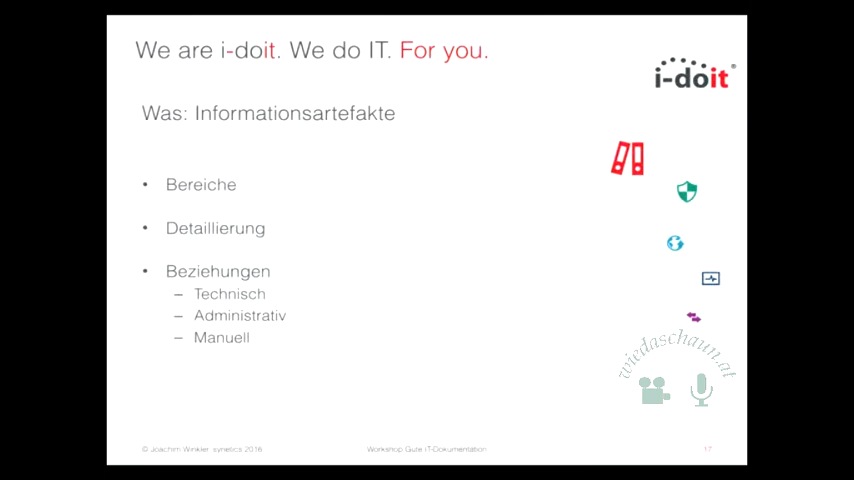 We are i-doit. We do IT. For you.
i-doit®
Was: Informationsartefakte
• Bereiche
• Detaillierung
• Beziehungen
– Technisch
– Administrativ
– Manuell
wiedaschaun.at
© Joachim Winkler synetics 2016
Workshop Gute IT-Dokumentation
17